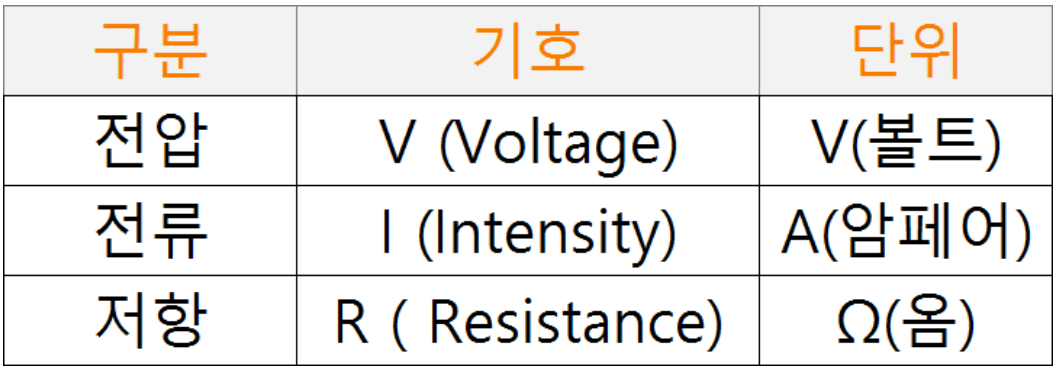 구분 기호 단위
전압 V (Voltage) V(볼트)
전류 I (Intensity) A(암페어)
저항 R ( Resistance) Ω(옴)